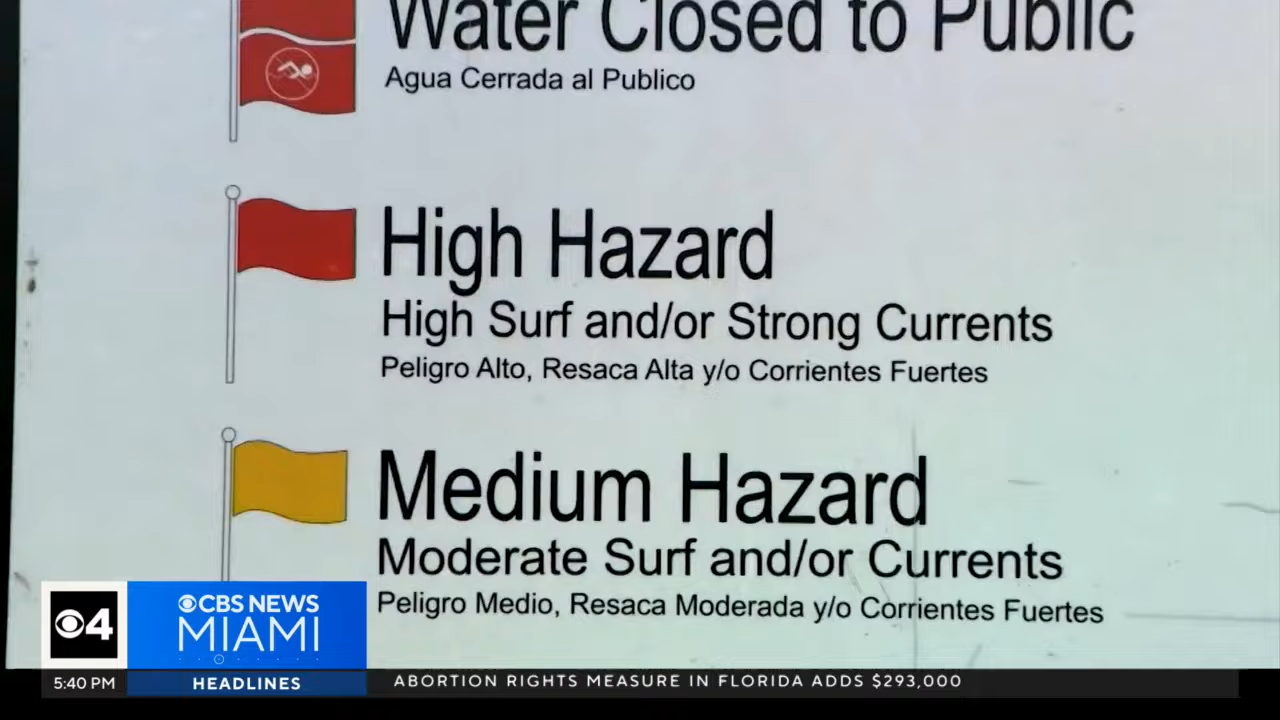 Water Closed to Public
Agua Cerrada al Publico
High Hazard
High Surf and/or Strong Currents
Peligro Alto, Resaca Alta y/o Corrientes Fuertes
Medium Hazard
Moderate Surf and/or Currents
Peligro Medio, Resaca Moderada y/o Corrientes Fuertes
4
CBS NEWS
MIAMI
5:40 PM
HEADLINES
ABORTION RIGHTS MEASURE IN FLORIDA ADDS $293,000